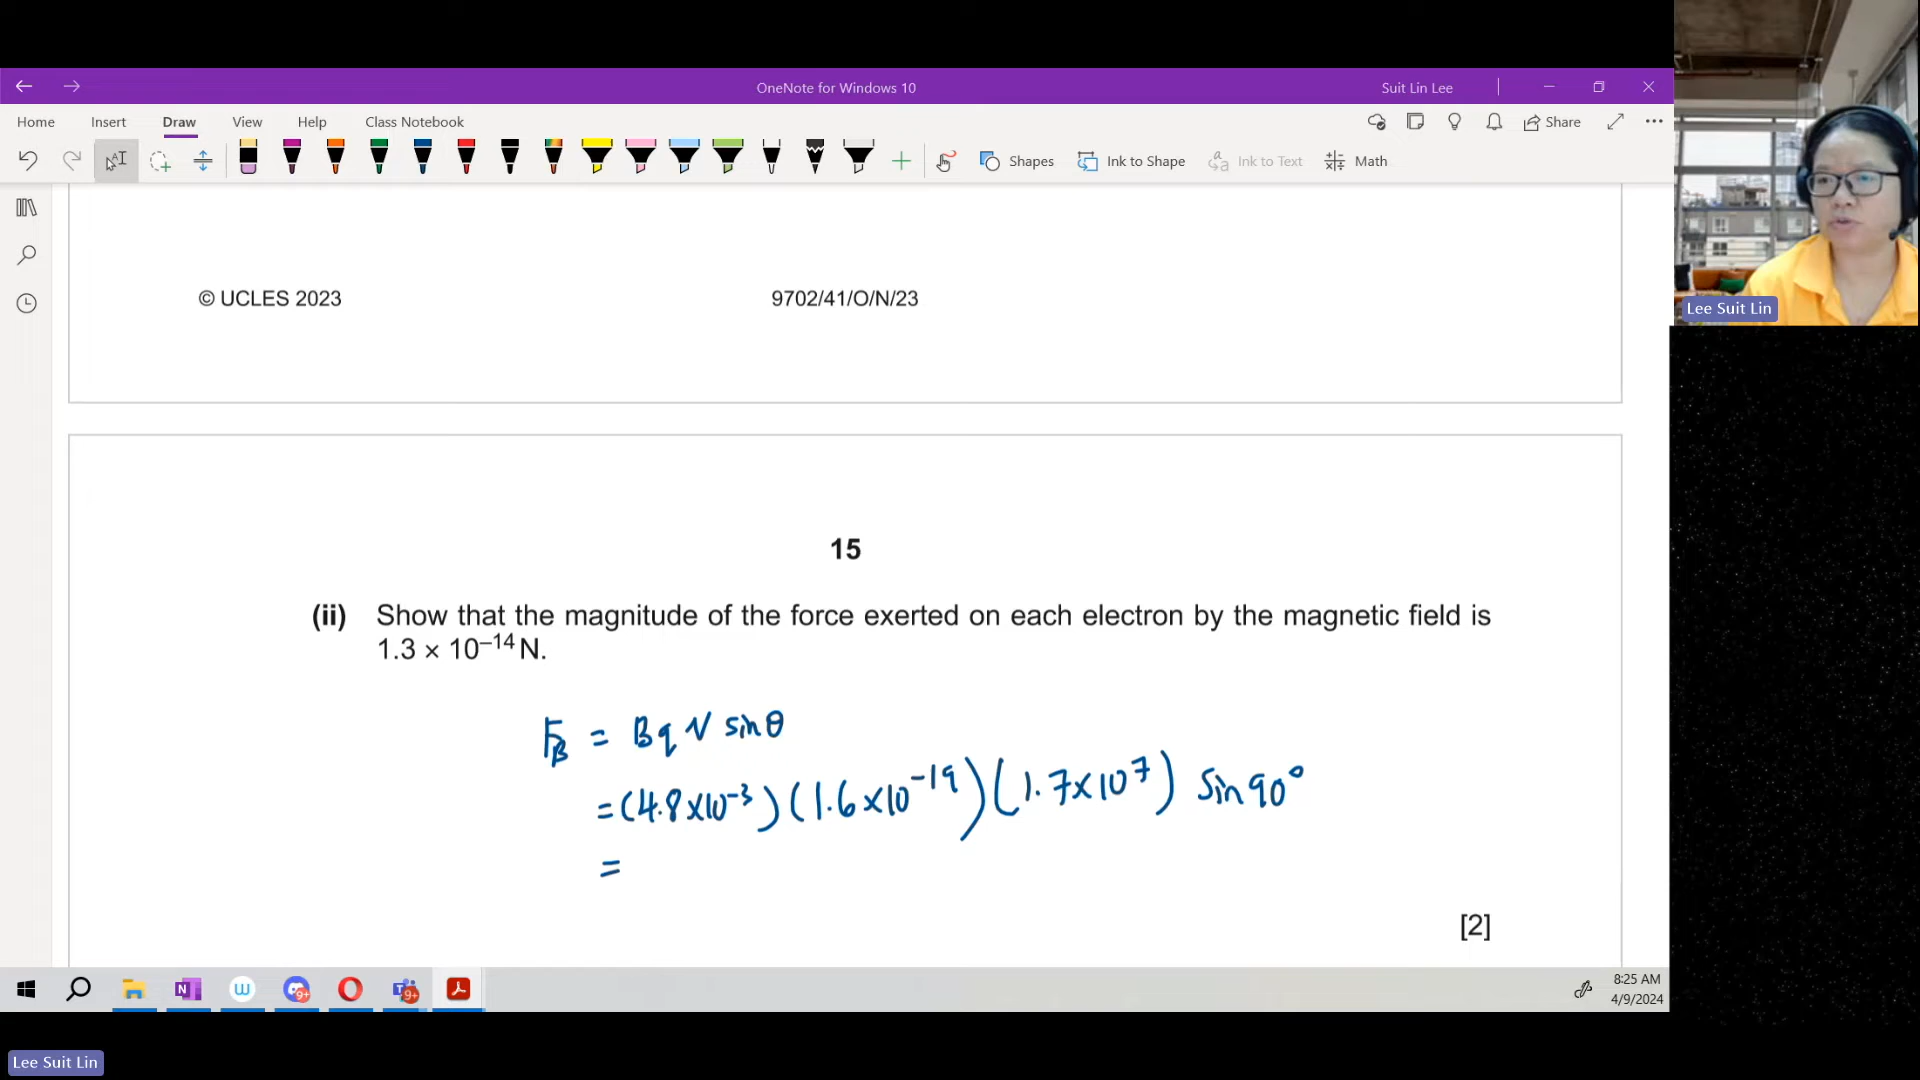 OneNote for Windows 10
Suit Lin Lee
Home Insert Draw View Help Class Notebook
Share
Shapes Ink to Shape Ink to Text Math
Lee Suit Lin
© UCLES 2023 9702/41/O/N/23
15
(ii) Show that the magnitude of the force exerted on each electron by the magnetic field is
1.3 × 10⁻¹⁴ N.
F_B = BqV sinθ
= (4.8×10⁻³)(1.6×10⁻¹⁹)(1.7×10⁷) sin90°
=
[2]
9+ 9+
8:25 AM
4/9/2024
Lee Suit Lin